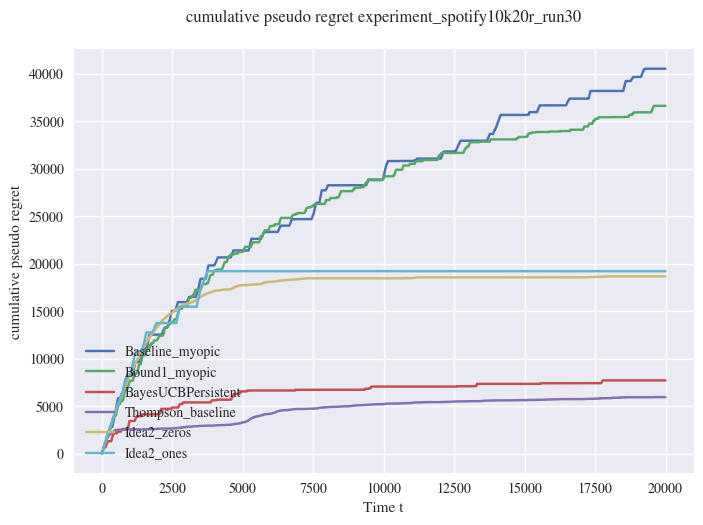 cumulative pseudo regret experiment_spotify10k20r_run30
cumulative pseudo regret
40000
35000
30000
25000
20000
15000
10000
5000
0
Baseline_myopic
Bound1_myopic
BayesUCBPersistent
Thompson_baseline
Idea2_zeros
Idea2_ones
0 2500 5000 7500 10000 12500 15000 17500 20000
Time t